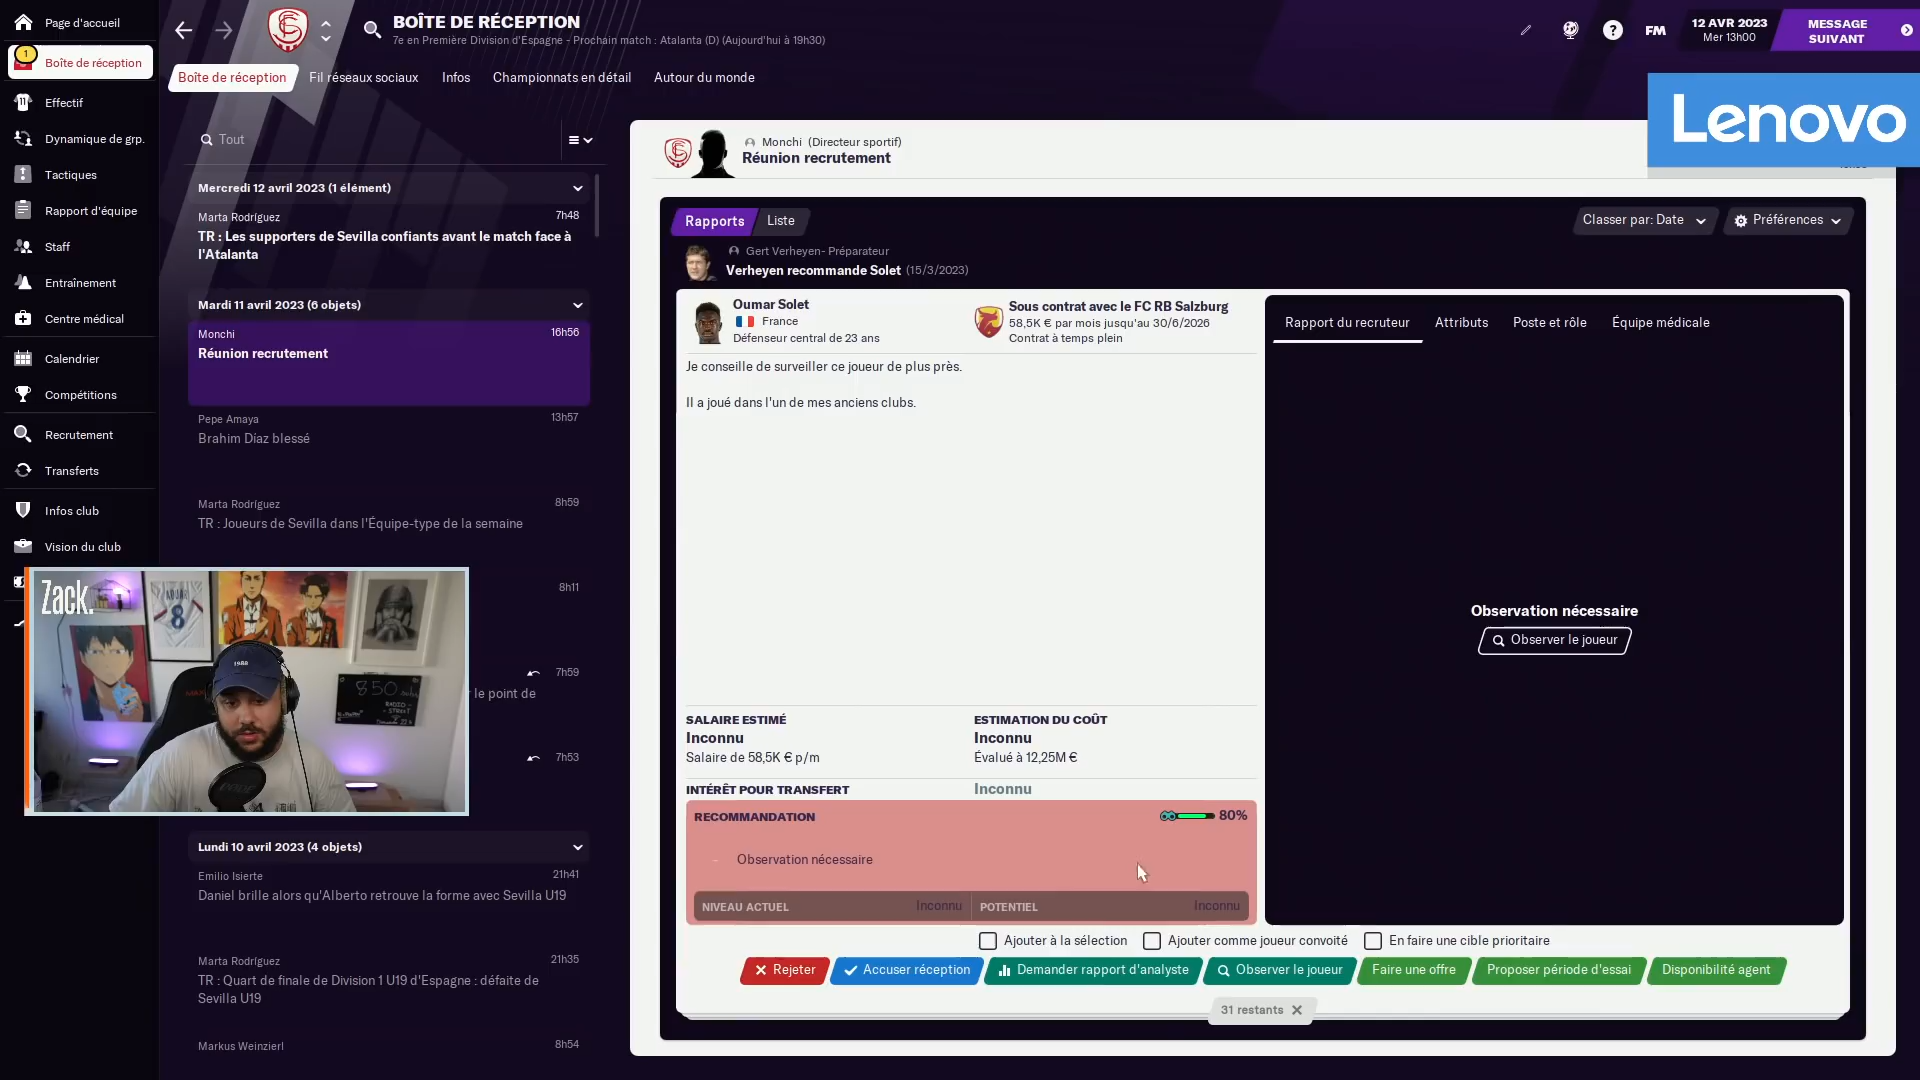 Page d'accueil
1
Boîte de réception
Effectif
Dynamique de grp.
Tactiques
Rapport d'équipe
Staff
Entraînement
Centre médical
Calendrier
Compétitions
Recrutement
Transferts
Infos club
Vision du club
BOÎTE DE RÉCEPTION
7e en Première Division d'Espagne - Prochain match : Atalanta (D) (Aujourd'hui à 19h30)
FM
12 AVR 2023
Mer 13h00
MESSAGE
SUIVANT
Boîte de réception
Fil réseaux sociaux
Infos
Championnats en détail
Autour du monde
Lenovo
Tout
Mercredi 12 avril 2023 (1 élément)
Marta Rodríguez 7h48
TR : Les supporters de Sevilla confiants avant le match face à
l'Atalanta
Mardi 11 avril 2023 (6 objets)
Monchi 16h56
Réunion recrutement
Pepe Amaya 13h57
Brahim Díaz blessé
Marta Rodríguez 8h59
TR : Joueurs de Sevilla dans l'Équipe-type de la semaine
8h11
7h59
le point de
7h53
Zack.
8
1988
850
RADIO
STREET
Lundi 10 avril 2023 (4 objets)
Emilio Isierte 21h41
Daniel brille alors qu'Alberto retrouve la forme avec Sevilla U19
Marta Rodríguez 21h35
TR : Quart de finale de Division 1 U19 d'Espagne : défaite de
Sevilla U19
Markus Weinzierl 8h54
Monchi (Directeur sportif)
Réunion recrutement
Rapports
Liste
Classer par: Date
Préférences
Gert Verheyen- Préparateur
Verheyen recommande Solet (15/3/2023)
Oumar Solet
France
Défenseur central de 23 ans
Sous contrat avec le FC RB Salzburg
58,5K € par mois jusqu'au 30/6/2026
Contrat à temps plein
Je conseille de surveiller ce joueur de plus près.
Il a joué dans l'un de mes anciens clubs.
Rapport du recruteur
Attributs
Poste et rôle
Équipe médicale
Observation nécessaire
Observer le joueur
SALAIRE ESTIMÉ
Inconnu
Salaire de 58,5K € p/m
ESTIMATION DU COÛT
Inconnu
Évalué à 12,25M €
INTÉRÊT POUR TRANSFERT
Inconnu
RECOMMANDATION
80%
- Observation nécessaire
NIVEAU ACTUEL Inconnu
POTENTIEL Inconnu
Ajouter à la sélection
Ajouter comme joueur convoité
En faire une cible prioritaire
Rejeter
Accuser réception
Demander rapport d'analyste
Observer le joueur
Faire une offre
Proposer période d'essai
Disponibilité agent
31 restants